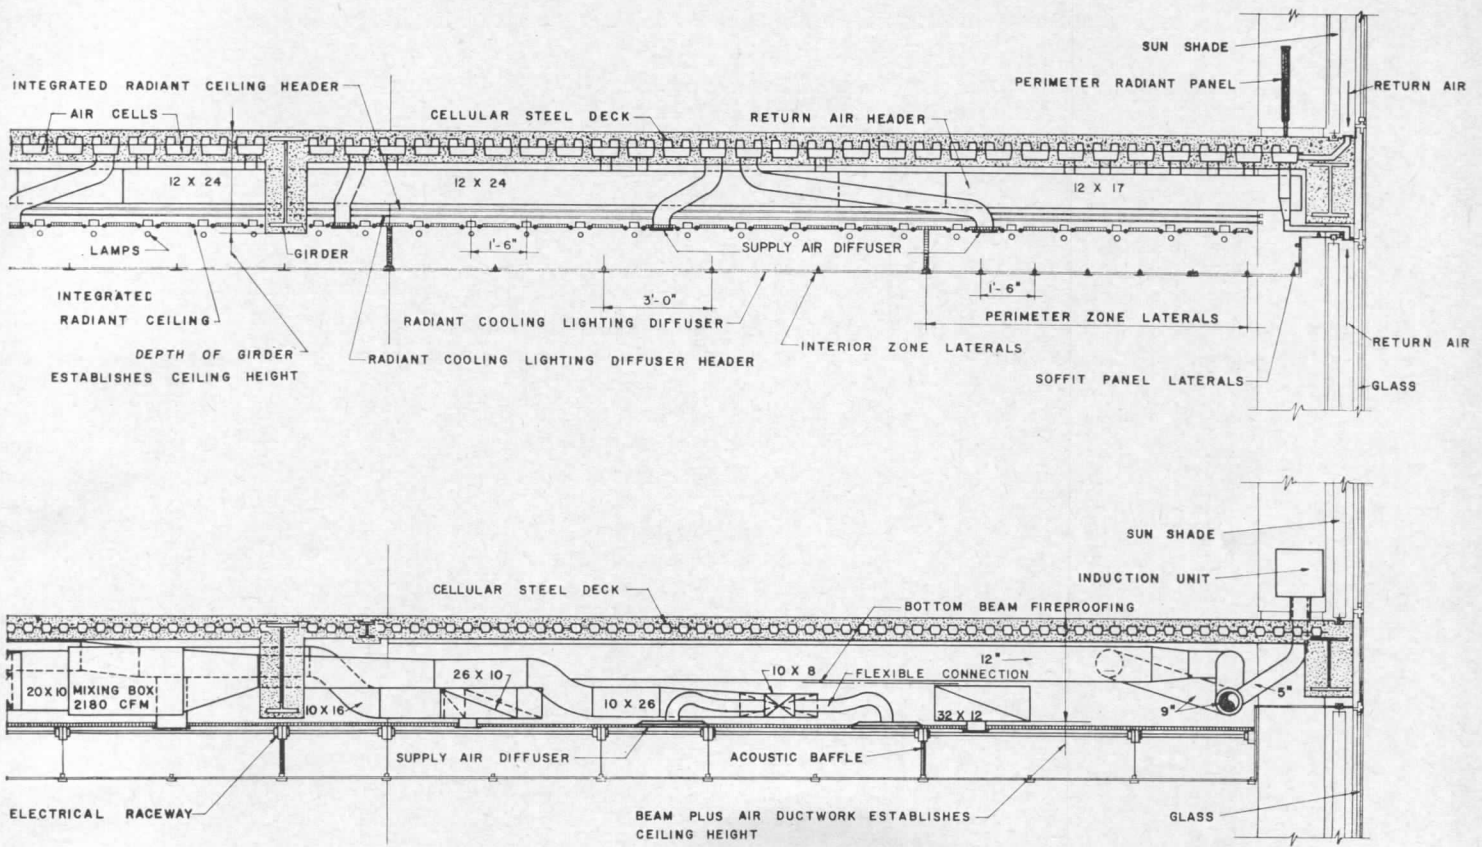 SUN SHADE
INTEGRATED RADIANT CEILING HEADER
PERIMETER RADIANT PANEL
RETURN AIR
AIR CELLS
CELLULAR STEEL DECK
RETURN AIR HEADER
12 X 24
12 X 24
12 X 17
LAMPS
GIRDER
1'-6"
SUPPLY AIR DIFFUSER
INTEGRATED
RADIANT CEILING
3'-0"
1'-6"
RADIANT COOLING LIGHTING DIFFUSER
PERIMETER ZONE LATERALS
DEPTH OF GIRDER
ESTABLISHES CEILING HEIGHT
RADIANT COOLING LIGHTING DIFFUSER HEADER
INTERIOR ZONE LATERALS
RETURN AIR
SOFFIT PANEL LATERALS
GLASS
SUN SHADE
INDUCTION UNIT
CELLULAR STEEL DECK
BOTTOM BEAM FIREPROOFING
20 X 10
MIXING BOX
2180 CFM
10 X 16
26 X 10
10 X 26
10 X 8
FLEXIBLE CONNECTION
12"
32 X 12
9"
5"
SUPPLY AIR DIFFUSER
ACOUSTIC BAFFLE
ELECTRICAL RACEWAY
BEAM PLUS AIR DUCTWORK ESTABLISHES
CEILING HEIGHT
GLASS